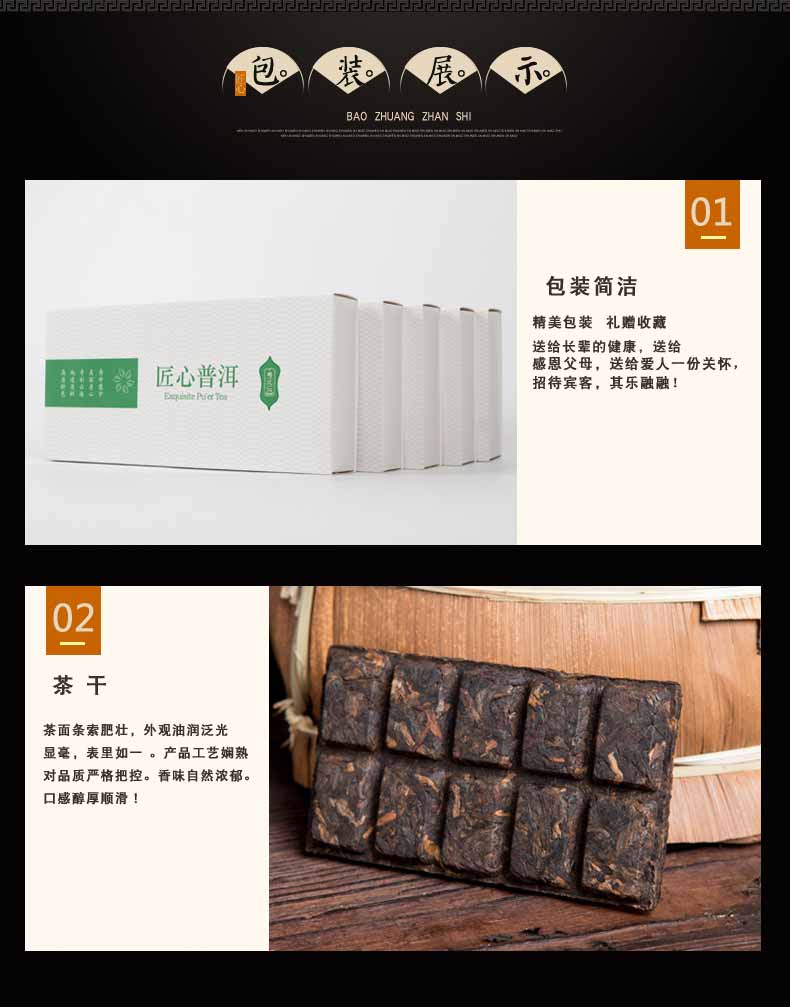 包。装。展。示。
匠心
BAO ZHUANG ZHAN SHI
01
包装简洁
精美包装 礼赠收藏
送给长辈的健康，送给
感恩父母，送给爱人一份关怀，
招待宾客，其乐融融！
匠心普洱
Exquisite Pu'er Tea
02
茶 干
茶面条索肥壮，外观油润泛光
显毫，表里如一 。产品工艺娴熟
对品质严格把控。香味自然浓郁。
口感醇厚顺滑！